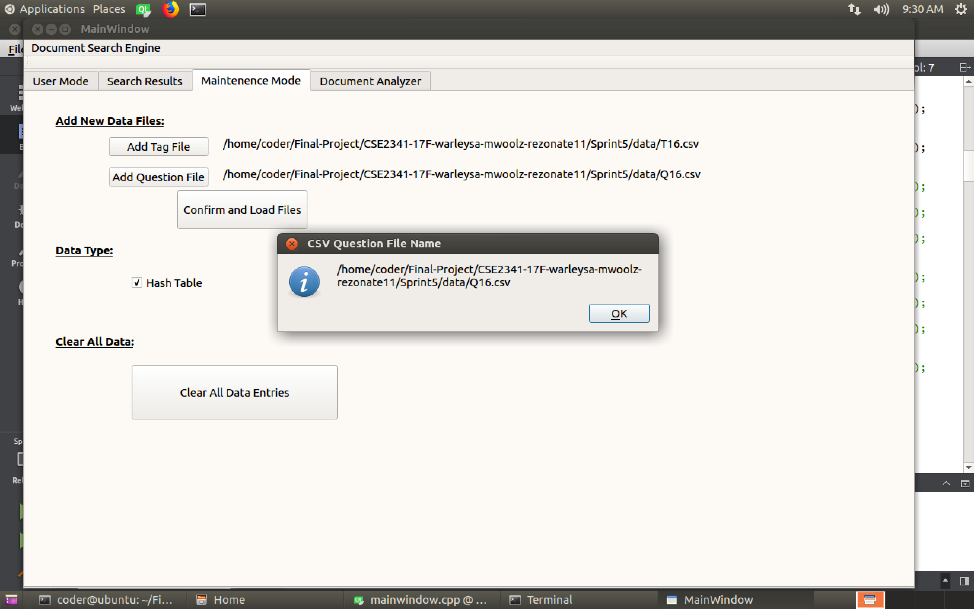 Applications Places 9:30 AM
MainWindow
File
Document Search Engine
User Mode Search Results Maintenence Mode Document Analyzer
ol: 7
Add New Data Files:
Add Tag File /home/coder/Final-Project/CSE2341-17F-warleysa-mwoolz-rezonate11/Sprint5/data/T16.csv
Add Question File /home/coder/Final-Project/CSE2341-17F-warleysa-mwoolz-rezonate11/Sprint5/data/Q16.csv
Confirm and Load Files
CSV Question File Name
/home/coder/Final-Project/CSE2341-17F-warleysa-mwoolz-
rezonate11/Sprint5/data/Q16.csv
OK
Data Type:
Hash Table
Clear All Data:
Clear All Data Entries
);
);
);
);
);
);
);
);
);
coder@ubuntu: ~/Fi... Home mainwindow.cpp @ ... Terminal MainWindow